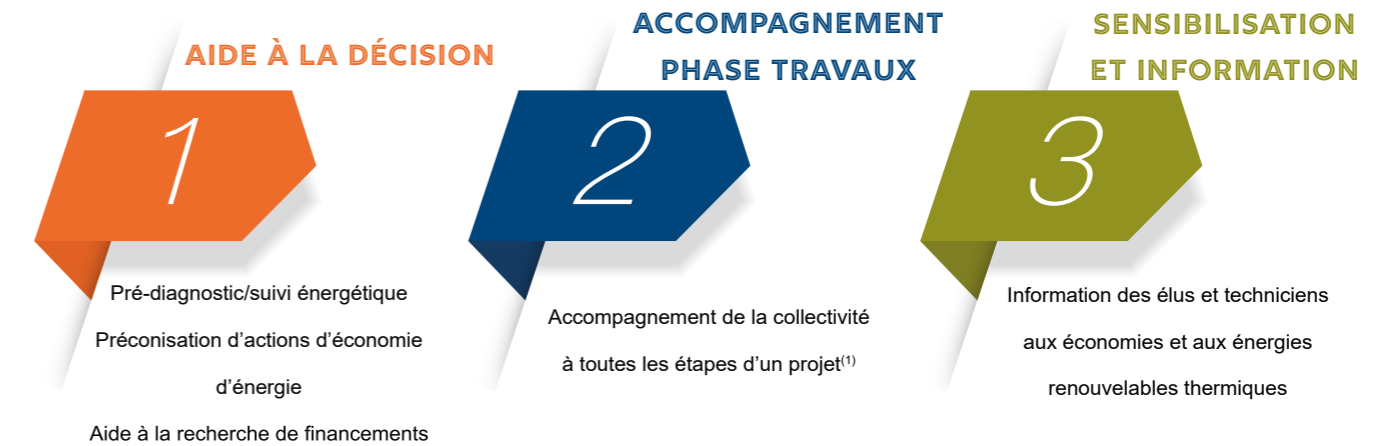 AIDE À LA DÉCISION
1
Pré-diagnostic/suivi énergétique
Préconisation d'actions d'économie
d'énergie
Aide à la recherche de financements
ACCOMPAGNEMENT
PHASE TRAVAUX
2
Accompagnement de la collectivité
à toutes les étapes d'un projet(1)
SENSIBILISATION
ET INFORMATION
3
Information des élus et techniciens
aux économies et aux énergies
renouvelables thermiques